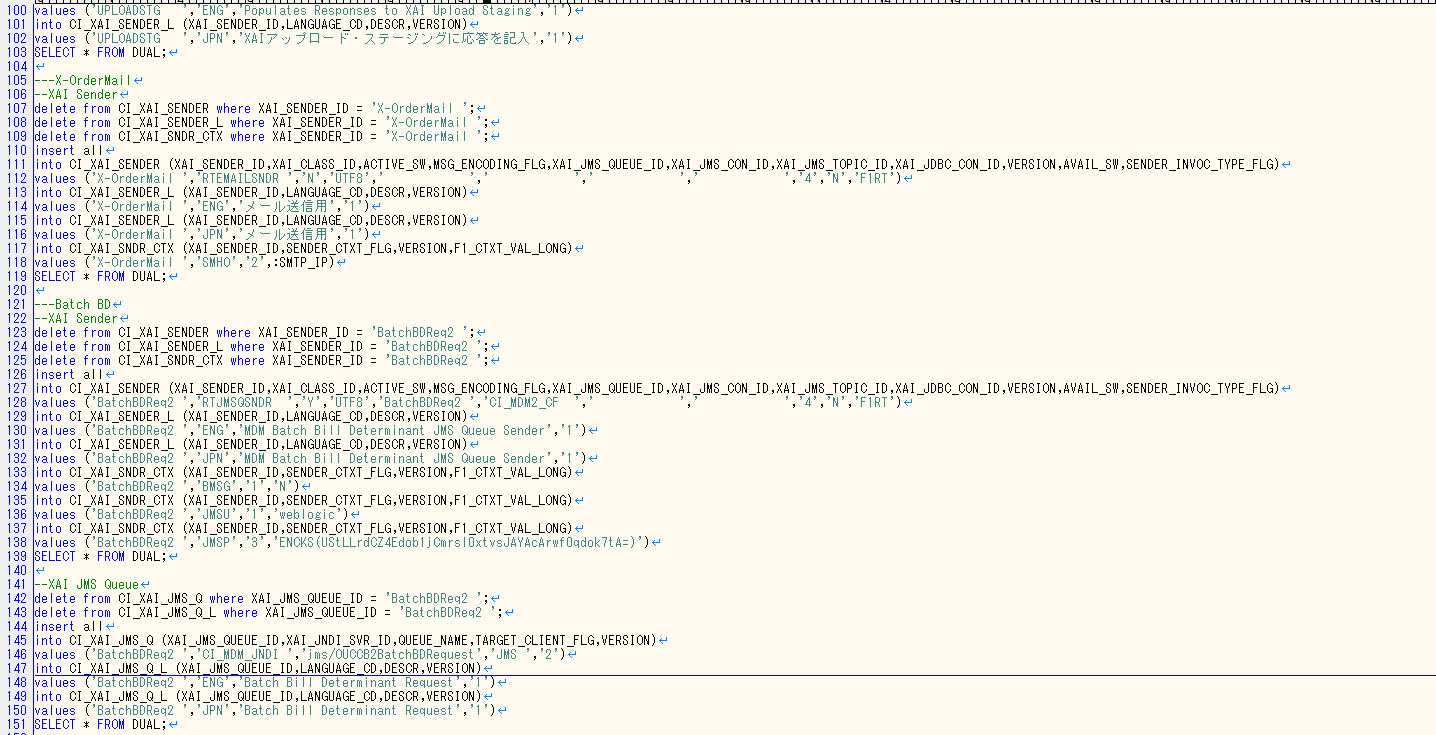 100 values ('UPLOADSTG   ','ENG','Populates Responses to XAI Upload Staging','1')↵
101 into CI_XAI_SENDER_L (XAI_SENDER_ID,LANGUAGE_CD,DESCR,VERSION)↵
102 values ('UPLOADSTG   ','JPN','XAIアップロード・ステージングに応答を記入','1')↵
103 SELECT * FROM DUAL;↵
104 ↵
105 ---X-OrderMail↵
106 --XAI Sender↵
107 delete from CI_XAI_SENDER where XAI_SENDER_ID = 'X-OrderMail ';↵
108 delete from CI_XAI_SENDER_L where XAI_SENDER_ID = 'X-OrderMail ';↵
109 delete from CI_XAI_SNDR_CTX where XAI_SENDER_ID = 'X-OrderMail ';↵
110 insert all↵
111 into CI_XAI_SENDER (XAI_SENDER_ID,XAI_CLASS_ID,ACTIVE_SW,MSG_ENCODING_FLG,XAI_JMS_QUEUE_ID,XAI_JMS_CON_ID,XAI_JMS_TOPIC_ID,XAI_JDBC_CON_ID,VERSION,AVAIL_SW,SENDER_INVOC_TYPE_FLG)↵
112 values ('X-OrderMail ','RTEMAILSNDR ','N','UTF8','            ','            ','            ','            ','4','N','F1RT')↵
113 into CI_XAI_SENDER_L (XAI_SENDER_ID,LANGUAGE_CD,DESCR,VERSION)↵
114 values ('X-OrderMail ','ENG','メール送信用','1')↵
115 into CI_XAI_SENDER_L (XAI_SENDER_ID,LANGUAGE_CD,DESCR,VERSION)↵
116 values ('X-OrderMail ','JPN','メール送信用','1')↵
117 into CI_XAI_SNDR_CTX (XAI_SENDER_ID,SENDER_CTXT_FLG,VERSION,F1_CTXT_VAL_LONG)↵
118 values ('X-OrderMail ','SMHO','2',:SMTP_IP)↵
119 SELECT * FROM DUAL;↵
120 ↵
121 ---Batch BD↵
122 --XAI Sender↵
123 delete from CI_XAI_SENDER where XAI_SENDER_ID = 'BatchBDReq2 ';↵
124 delete from CI_XAI_SENDER_L where XAI_SENDER_ID = 'BatchBDReq2 ';↵
125 delete from CI_XAI_SNDR_CTX where XAI_SENDER_ID = 'BatchBDReq2 ';↵
126 insert all↵
127 into CI_XAI_SENDER (XAI_SENDER_ID,XAI_CLASS_ID,ACTIVE_SW,MSG_ENCODING_FLG,XAI_JMS_QUEUE_ID,XAI_JMS_CON_ID,XAI_JMS_TOPIC_ID,XAI_JDBC_CON_ID,VERSION,AVAIL_SW,SENDER_INVOC_TYPE_FLG)↵
128 values ('BatchBDReq2 ','RTJMSQSNDR  ','Y','UTF8','BatchBDReq2 ','CI_MDM2_CF  ','            ','            ','4','N','F1RT')↵
129 into CI_XAI_SENDER_L (XAI_SENDER_ID,LANGUAGE_CD,DESCR,VERSION)↵
130 values ('BatchBDReq2 ','ENG','MDM Batch Bill Determinant JMS Queue Sender','1')↵
131 into CI_XAI_SENDER_L (XAI_SENDER_ID,LANGUAGE_CD,DESCR,VERSION)↵
132 values ('BatchBDReq2 ','JPN','MDM Batch Bill Determinant JMS Queue Sender','1')↵
133 into CI_XAI_SNDR_CTX (XAI_SENDER_ID,SENDER_CTXT_FLG,VERSION,F1_CTXT_VAL_LONG)↵
134 values ('BatchBDReq2 ','BMSG','1','N')↵
135 into CI_XAI_SNDR_CTX (XAI_SENDER_ID,SENDER_CTXT_FLG,VERSION,F1_CTXT_VAL_LONG)↵
136 values ('BatchBDReq2 ','JMSU','1','weblogic')↵
137 into CI_XAI_SNDR_CTX (XAI_SENDER_ID,SENDER_CTXT_FLG,VERSION,F1_CTXT_VAL_LONG)↵
138 values ('BatchBDReq2 ','JMSP','3','ENCKS(UStLLrdCZ4Edob1jCmrsIOxtvsJAYAcArwfOqdok7tA=)')↵
139 SELECT * FROM DUAL;↵
140 ↵
141 --XAI JMS Queue↵
142 delete from CI_XAI_JMS_Q where XAI_JMS_QUEUE_ID = 'BatchBDReq2 ';↵
143 delete from CI_XAI_JMS_Q_L where XAI_JMS_QUEUE_ID = 'BatchBDReq2 ';↵
144 insert all↵
145 into CI_XAI_JMS_Q (XAI_JMS_QUEUE_ID,XAI_JNDI_SVR_ID,QUEUE_NAME,TARGET_CLIENT_FLG,VERSION)↵
146 values ('BatchBDReq2 ','CI_MDM_JNDI ','jms/OUCCB2BatchBDRequest','JMS ','2')↵
147 into CI_XAI_JMS_Q_L (XAI_JMS_QUEUE_ID,LANGUAGE_CD,DESCR,VERSION)↵
148 values ('BatchBDReq2 ','ENG','Batch Bill Determinant Request','1')↵
149 into CI_XAI_JMS_Q_L (XAI_JMS_QUEUE_ID,LANGUAGE_CD,DESCR,VERSION)↵
150 values ('BatchBDReq2 ','JPN','Batch Bill Determinant Request','1')↵
151 SELECT * FROM DUAL;↵